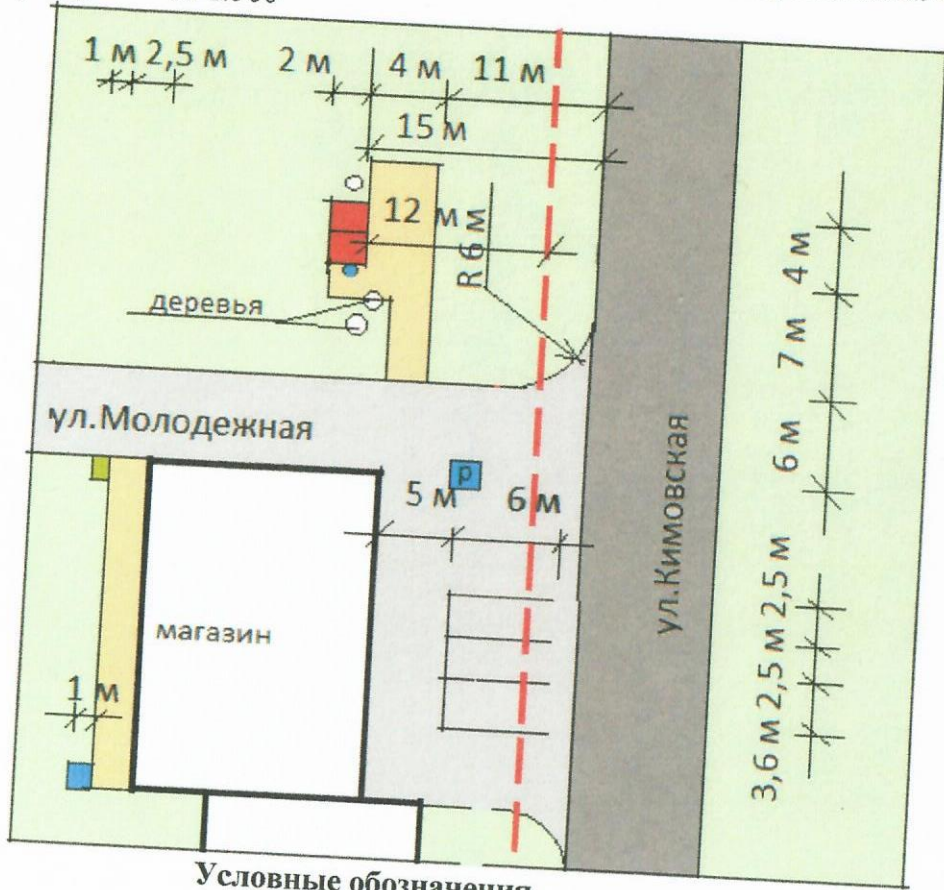 1 м 2,5 м 2 м 4 м 11 м
15 м
12 м
R 6 м
деревья
4 м
7 м
6 м
ул.Молодежная
р
5 м 6 м
ул.Кимовская
магазин
1 м
3,6 м 2,5 м 2,5 м
Условные обозначения